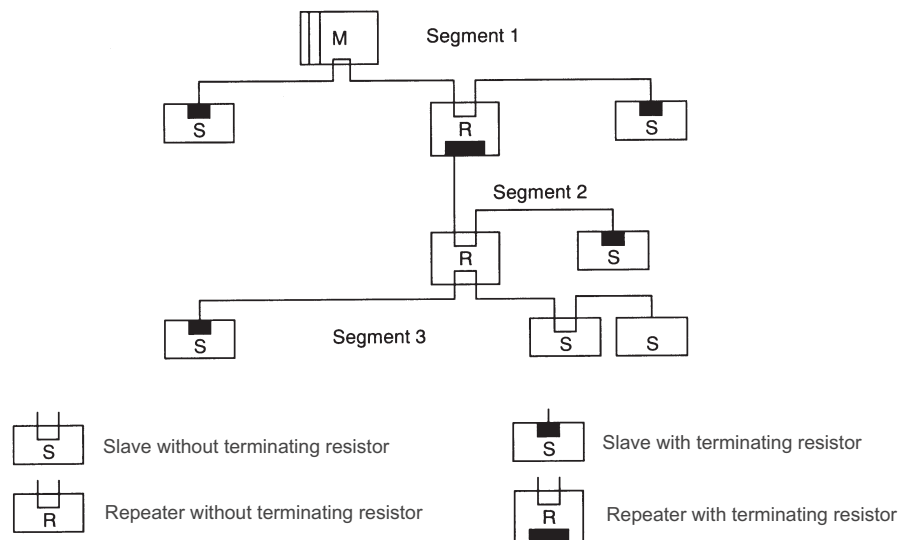 M
Segment 1
S
R
S
Segment 2
R
S
S
Segment 3
S
S
S
Slave without terminating resistor
S
Slave with terminating resistor
R
Repeater without terminating resistor
R
Repeater with terminating resistor